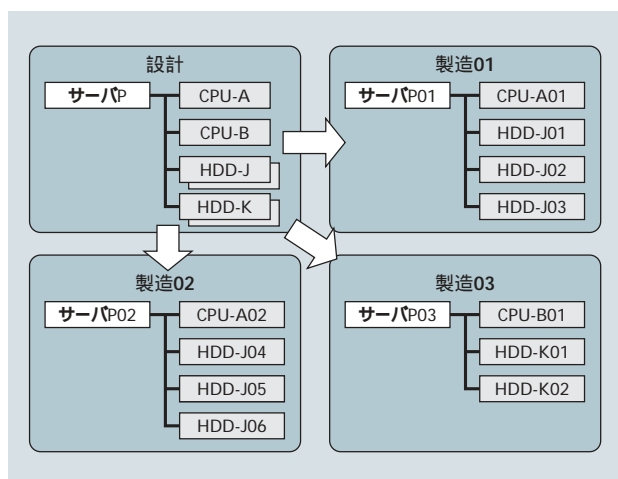 設計
サーバP
CPU-A
CPU-B
HDD-J
HDD-K
製造01
サーバP01
CPU-A01
HDD-J01
HDD-J02
HDD-J03
製造02
サーバP02
CPU-A02
HDD-J04
HDD-J05
HDD-J06
製造03
サーバP03
CPU-B01
HDD-K01
HDD-K02